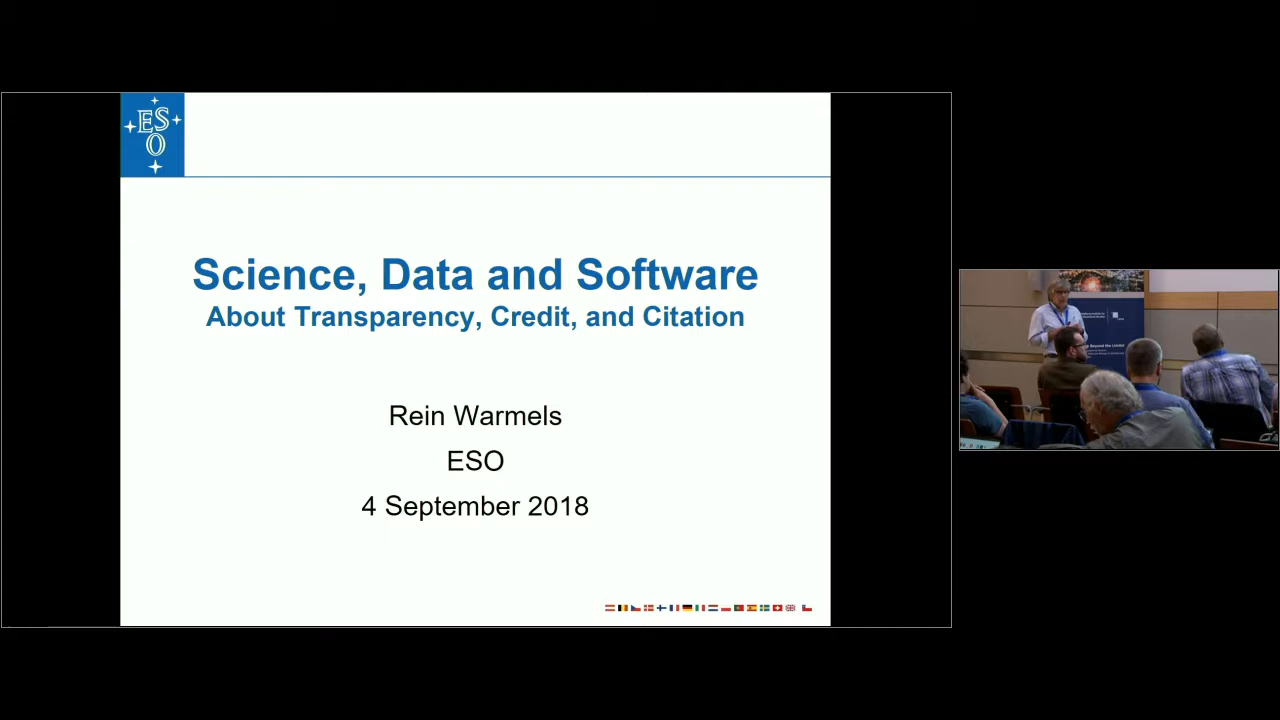 ESO
Science, Data and Software
About Transparency, Credit, and Citation
Rein Warmels
ESO
4 September 2018